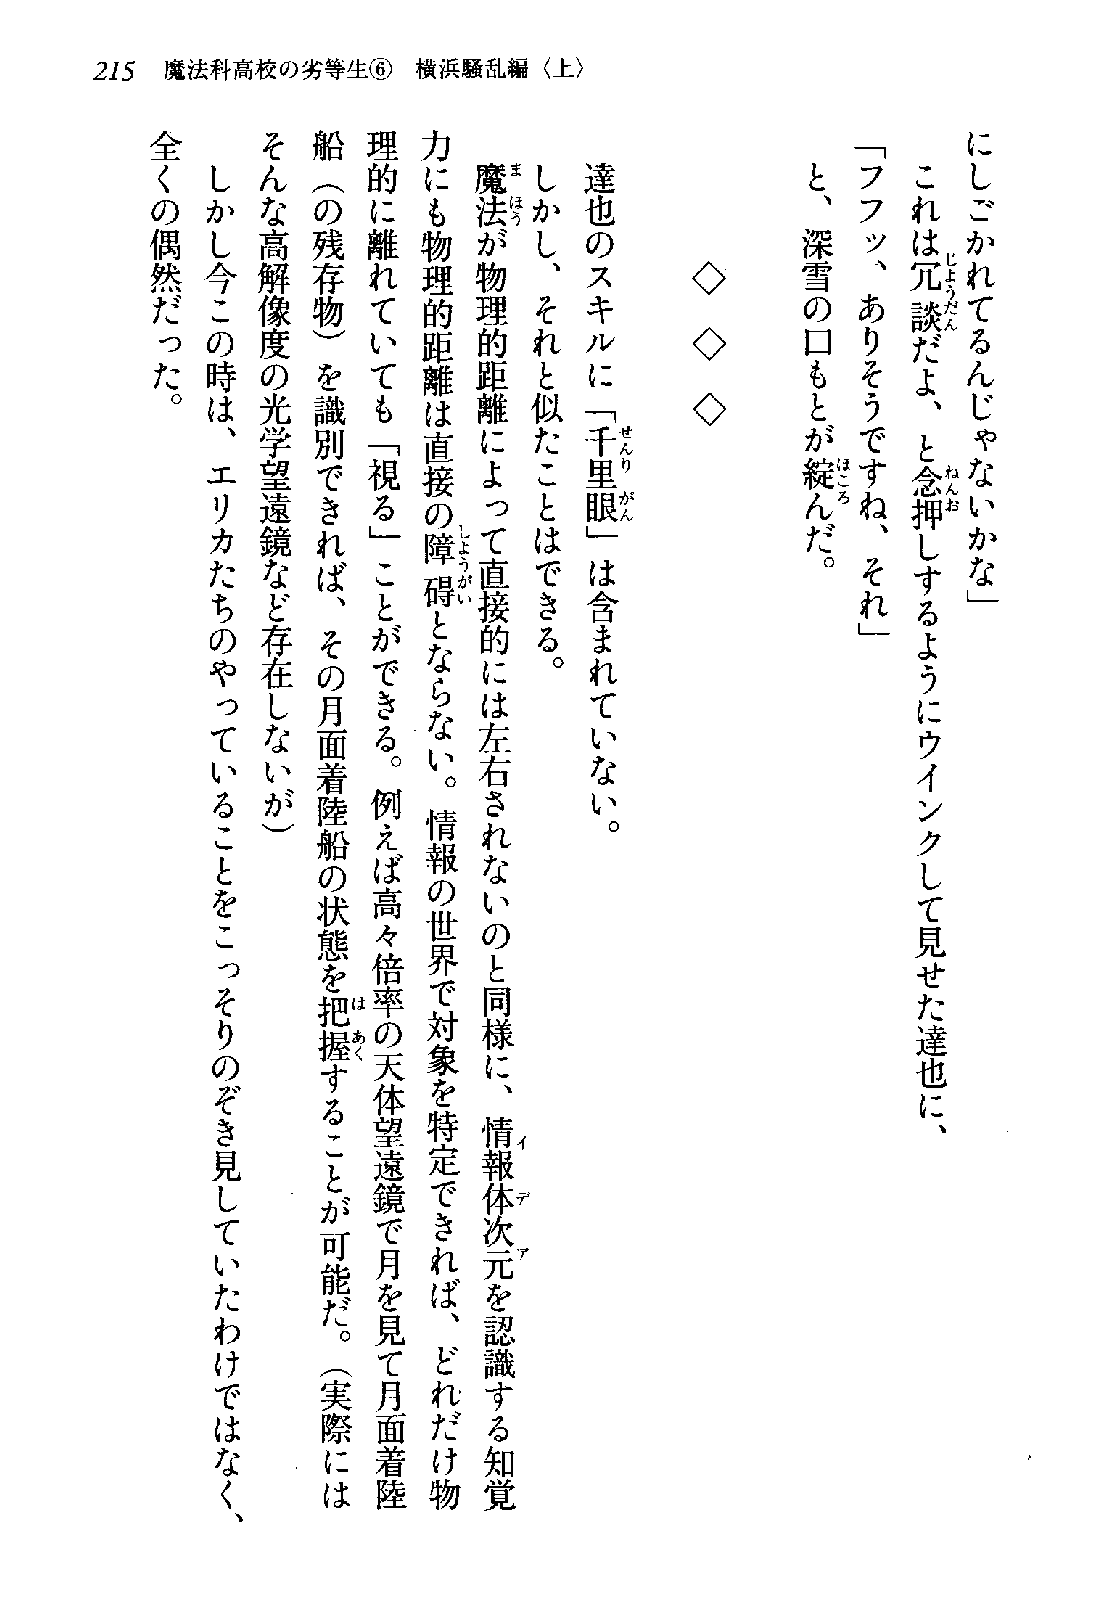 215 魔法科高校の劣等生⑥ 横浜騒乱編〈上〉
にしごかれてるんじゃないかな」
これは冗談だよ、と念押しするようにウインクして見せた達也に、
「フフッ、ありそうですね、それ」
と、深雪の口もとが綻んだ。
◇ ◇ ◇
達也のスキルに「千里眼」は含まれていない。
しかし、それと似たことはできる。
魔法が物理的距離によって直接的には左右されないのと同様に、情報体次元を認識する知覚
力にも物理的距離は直接の障碍とならない。情報の世界で対象を特定できれば、どれだけ物
理的に離れていても「視る」ことができる。例えば高々倍率の天体望遠鏡で月を見て月面着陸
船（の残存物）を識別できれば、その月面着陸船の状態を把握することが可能だ。（実際には
そんな高解像度の光学望遠鏡など存在しないが）
しかし今この時は、エリカたちのやっていることをこっそりのぞき見していたわけではなく、
全くの偶然だった。